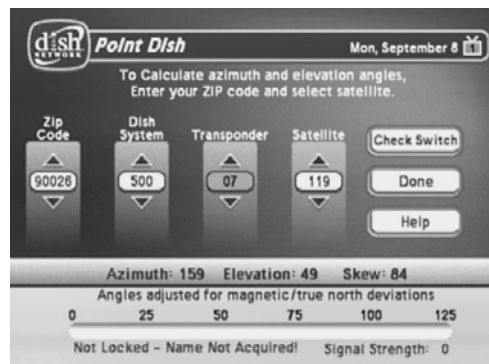 dish
NETWORK
Point Dish
Mon, September 8
To Calculate azimuth and elevation angles,
Enter your ZIP code and select satellite.
Zip Code
Dish System
Transponder
Satellite
90026
500
07
119
Check Switch
Done
Help
Azimuth: 159 Elevation: 49 Skew: 84
Angles adjusted for magnetic/true north deviations
0 25 50 75 100 125
Not Locked - Name Not Acquired! Signal Strength: 0